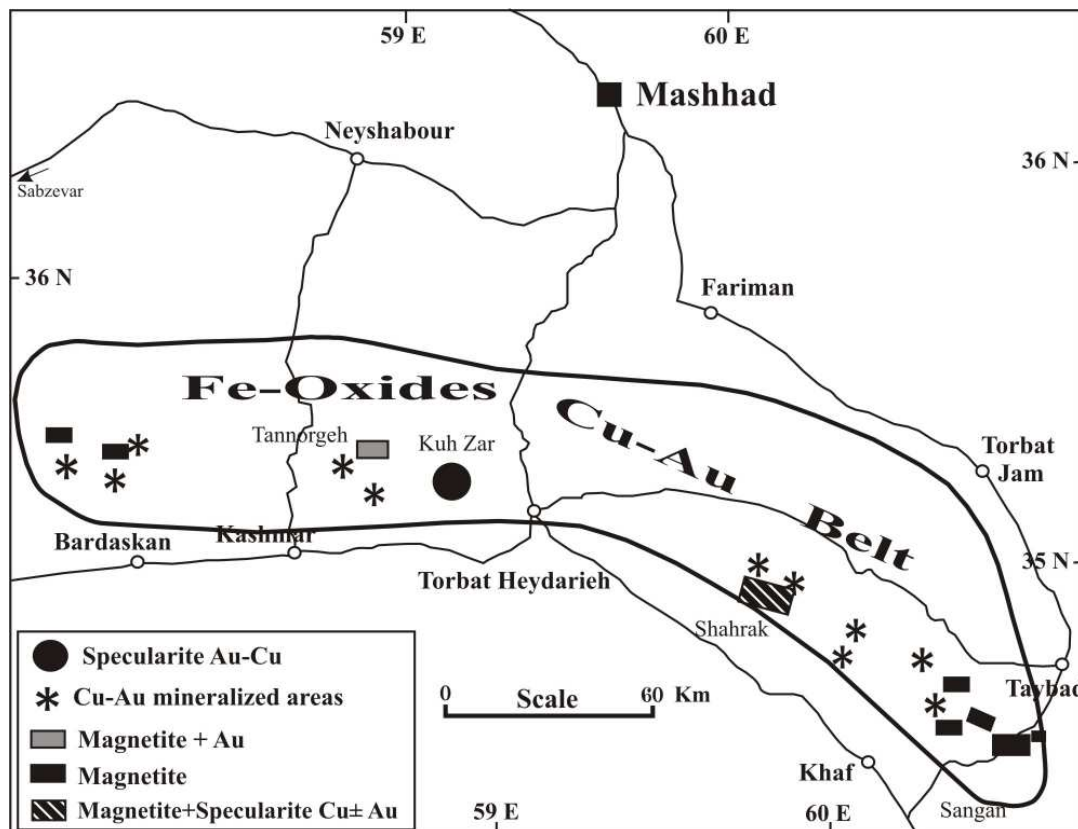 59 E
60 E
Mashhad
Neyshabour
36 N
Sabzevar
36 N
Fariman
Fe-Oxides
Cu-Au
Belt
Tannorgeh
Kuh Zar
Torbat
Jam
Bardaskan
Kashmar
Torbat Heydarieh
35 N
Shahrak
Taybad
Specularite Au-Cu
Cu-Au mineralized areas
Magnetite + Au
Magnetite
Magnetite+Specularite Cu± Au
0
60 Km
Scale
Khaf
Sangan
59 E
60 E